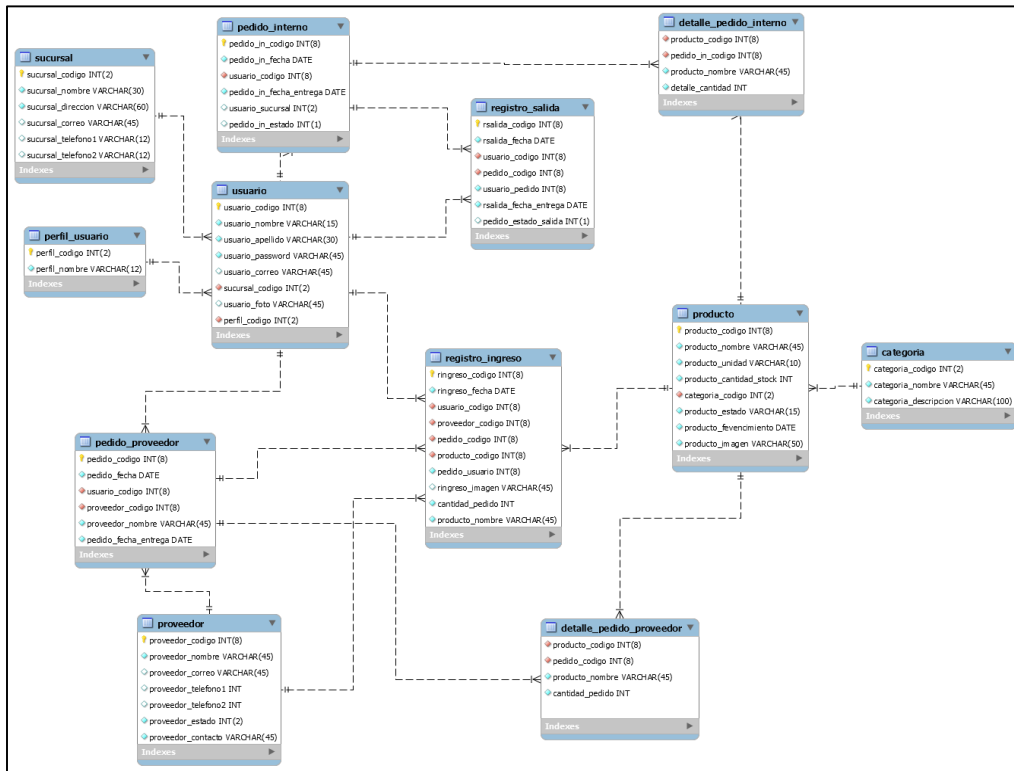 pedido_interno
pedido_in_codigo INT(8)
pedido_in_fecha DATE
usuario_codigo INT(8)
pedido_in_fecha_entrega DATE
usuario_sucursal INT(2)
pedido_in_estado INT(1)
Indexes
detalle_pedido_interno
producto_codigo INT(8)
pedido_in_codigo INT(8)
producto_nombre VARCHAR(45)
detalle_cantidad INT
Indexes
sucursal
sucursal_codigo INT(2)
sucursal_nombre VARCHAR(30)
sucursal_direccion VARCHAR(60)
sucursal_correo VARCHAR(45)
sucursal_telefono1 VARCHAR(12)
sucursal_telefo2 VARCHAR(12)
Indexes
registro_salida
rsalida_codigo INT(8)
rsalida_fecha DATE
usuario_codigo INT(8)
pedido_codigo INT(8)
usuario_pedido INT(8)
rsalida_fecha_entrega DATE
pedido_estado_salida INT(1)
Indexes
usuario
usuario_codigo INT(8)
usuario_nombre VARCHAR(15)
usuario_apellido VARCHAR(30)
usuario_password VARCHAR(45)
usuario_correo VARCHAR(45)
sucursal_codigo INT(2)
usuario_foto VARCHAR(45)
perfil_codigo INT(2)
Indexes
perfil_usuario
perfil_codigo INT(2)
perfil_nombre VARCHAR(12)
Indexes
producto
producto_codigo INT(8)
producto_nombre VARCHAR(45)
producto_unidad VARCHAR(10)
producto_cantidad_stock INT
categoria_codigo INT(2)
producto_estado VARCHAR(15)
producto_fevencimiento DATE
producto_imagen VARCHAR(50)
Indexes
categoria
categoria_codigo INT(2)
categoria_nombre VARCHAR(45)
categoria_descripcion VARCHAR(100)
Indexes
registro_ingreso
ringreso_codigo INT(8)
ringreso_fecha DATE
usuario_codigo INT(8)
proveedor_codigo INT(8)
pedido_codigo INT(8)
producto_codigo INT(8)
pedido_usuario INT(8)
ringreso_imagen VARCHAR(45)
cantidad_pedido INT
producto_nombre VARCHAR(45)
Indexes
pedido_proveedor
pedido_codigo INT(8)
pedido_fecha DATE
usuario_codigo INT(8)
proveedor_codigo INT(8)
proveedor_nombre VARCHAR(45)
pedido_fecha_entrega DATE
Indexes
proveedor
proveedor_codigo INT(8)
proveedor_nombre VARCHAR(45)
proveedor_correo VARCHAR(45)
proveedor_telefono1 INT
proveedor_telefono2 INT
proveedor_estado INT(2)
proveedor_contacto VARCHAR(45)
Indexes
detalle_pedido_proveedor
producto_codigo INT(8)
pedido_codigo INT(8)
producto_nombre VARCHAR(45)
cantidad_pedido INT
Indexes